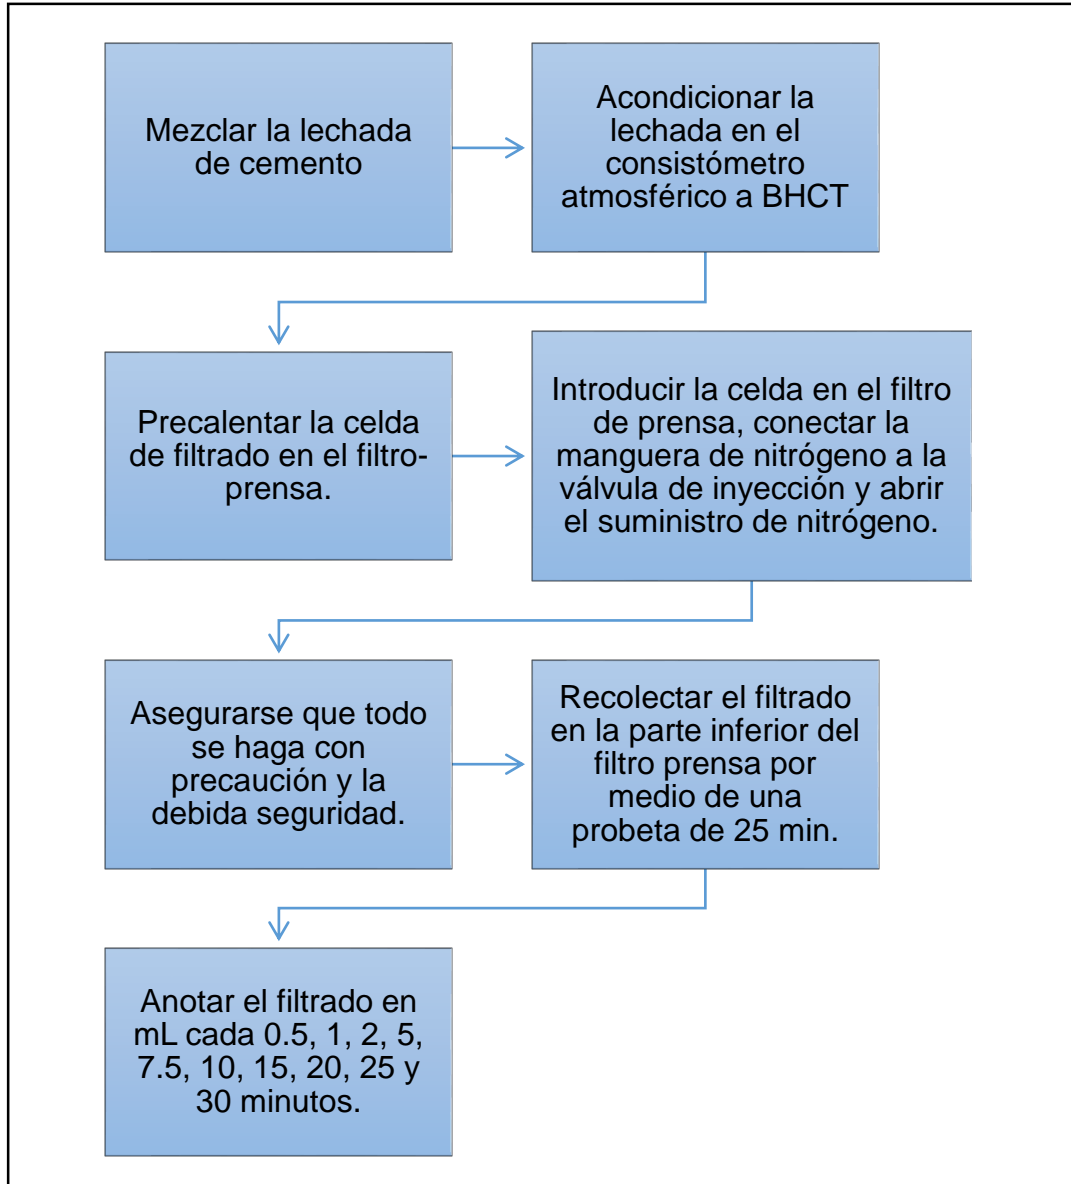 Mezclar la lechada
de cemento
Acondicionar la
lechada en el
consistómetro
atmosférico a BHCT
Precalentar la celda
de filtrado en el filtro-
prensa.
Introducir la celda en el filtro
de prensa, conectar la
manguera de nitrógeno a la
válvula de inyección y abrir
el suministro de nitrógeno.
Asegurarse que todo
se haga con
precaución y la
debida seguridad.
Recolectar el filtrado
en la parte inferior del
filtro prensa por
medio de una
probeta de 25 min.
Anotar el filtrado en
mL cada 0.5, 1, 2, 5,
7.5, 10, 15, 20, 25 y
30 minutos.